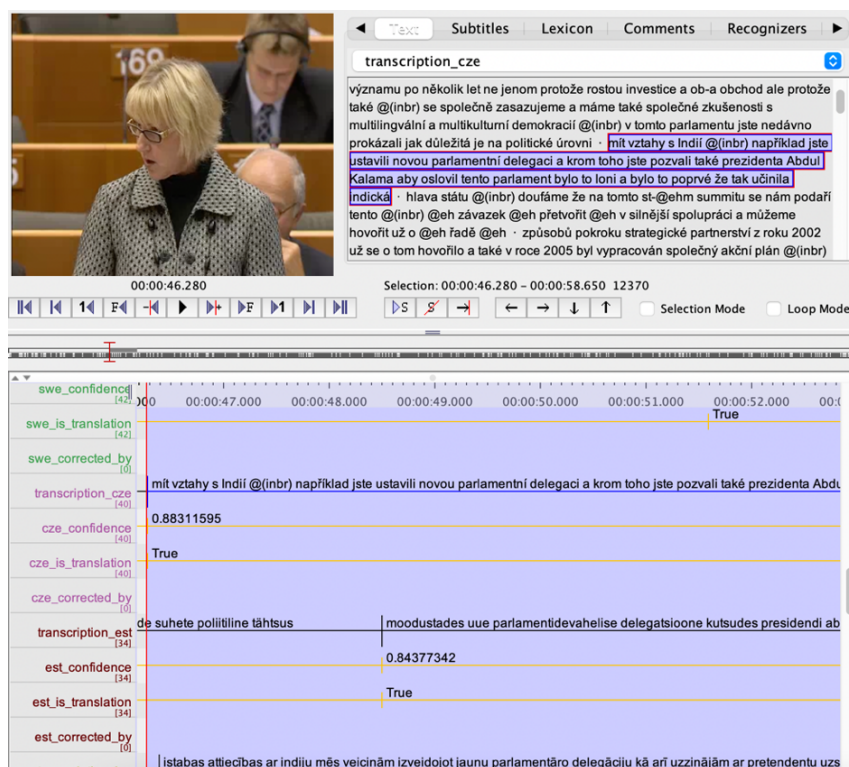 169
Text Subtitles Lexicon Comments Recognizers
transcription_cze
významu po několik let ne jenom protože rostou investice a ob-a obchod ale protože
také @(inbr) se společně zasazujeme a máme také společné zkušenosti s
multilingvální a multikulturní demokracií @(inbr) v tomto parlamentu jste nedávno
prokázali jak důležitá je na politické úrovni · mít vztahy s Indií @(inbr) například jste
ustavili novou parlamentní delegaci a krom toho jste pozvali také prezidenta Abdul
Kalama aby oslovil tento parlament bylo to loni a bylo to poprvé že tak učinila
indická · hlava státu @(inbr) doufáme že na tomto st-@ehm summitu se nám podaří
tento @(inbr) @eh závazek @eh přetvořit @eh v silnější spolupráci a můžeme
hovořit už o @eh řadě @eh · způsobů pokroku strategické partnerství z roku 2002
už se o tom hovořilo a také v roce 2005 byl vypracován společný akční plán @(inbr)
00:00:46.280
Selection: 00:00:46.280 - 00:00:58.650 12370
1 F F 1 S S Selection Mode Loop Mode
swe_confidence
[42]
000 00:00:47.000 00:00:48.000 00:00:49.000 00:00:50.000 00:00:51.000 00:00:52.000 00:0
swe_is_translation
[42]
True
swe_corrected_by
[0]
transcription_cze
[40]
mít vztahy s Indií @(inbr) například jste ustavili novou parlamentní delegaci a krom toho jste pozvali také prezidenta Abdu
cze_confidence
[40]
0.88311595
cze_is_translation
[40]
True
cze_corrected_by
[0]
transcription_est
[34]
de suhete poliitiline tähtsus
moodustades uue parlamentidevahelise delegatsioone kutsudes presidendi ab
est_confidence
[34]
0.84377342
est_is_translation
[34]
True
est_corrected_by
[0]
istabas attiecības ar indiju mēs veicinām izveidojot jaunu parlamentāro delegāciju kā arī uzzinājām ar pretendentu uzs